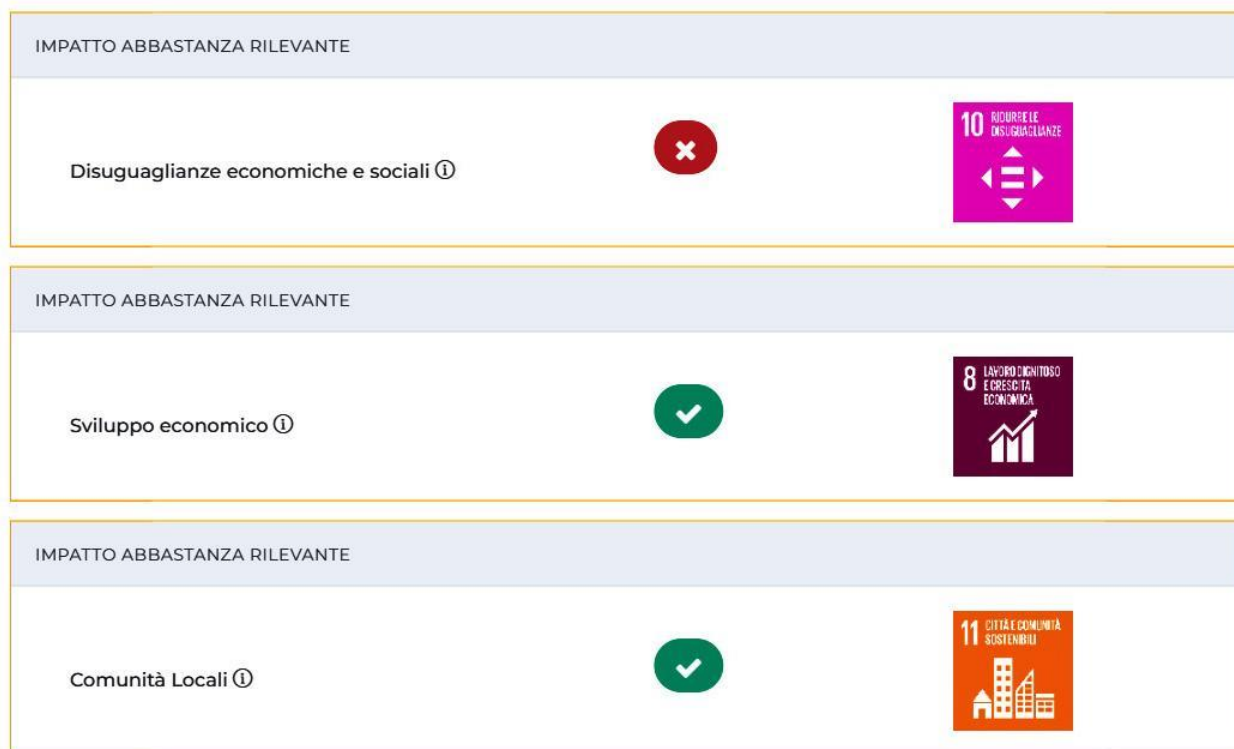 IMPATTO ABBASTANZA RILEVANTE
10 RIDURRE LE
DISUGUAGLIANZE
Disuguaglianze economiche e sociali ⓘ
IMPATTO ABBASTANZA RILEVANTE
8 LAVORO DIGNITOSO
E CRESCITA
ECONOMICA
Sviluppo economico ⓘ
IMPATTO ABBASTANZA RILEVANTE
11 CITTÀ E COMUNITÀ
SOSTENIBILI
Comunità Locali ⓘ